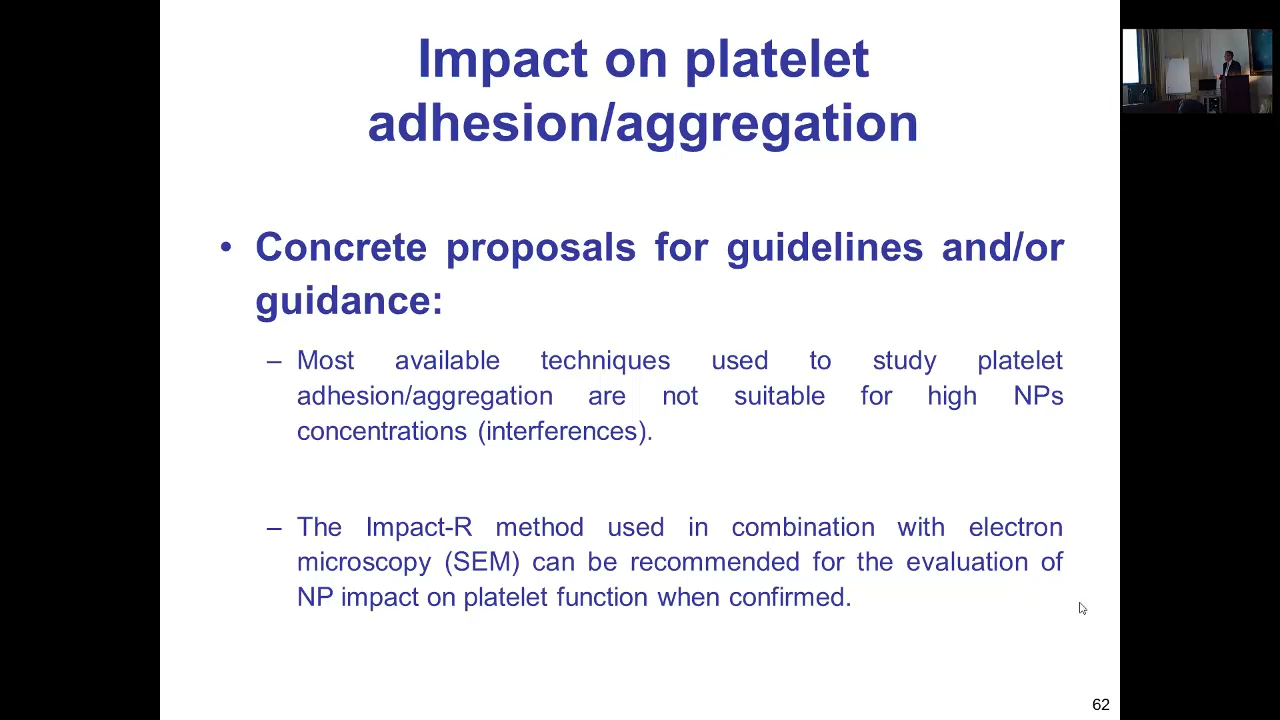 Impact on platelet
adhesion/aggregation
• Concrete proposals for guidelines and/or
guidance:
– Most available techniques used to study platelet
adhesion/aggregation are not suitable for high NPs
concentrations (interferences).
– The Impact-R method used in combination with electron
microscopy (SEM) can be recommended for the evaluation of
NP impact on platelet function when confirmed.
62